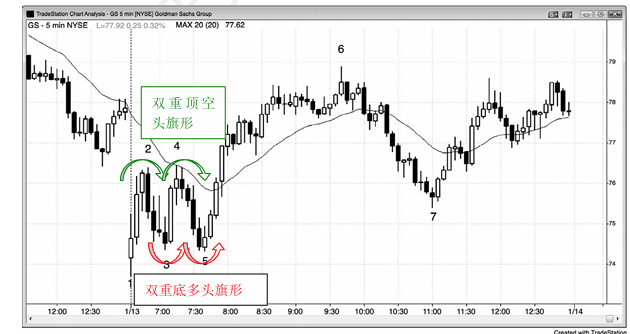 TradeStation Chart Analysis - GS 5 min [NYSE] Goldman Sachs Group
GS - 5 min NYSE L=77.92 0.25 0.32% MAX 20 (20) 77.62
6
79
双重顶空
头旗形
78
2
4
77
76
7
75
3
5
74
1
双重底多头旗形
12:00 12:30 1/13 7:00 7:30 8:00 8:30 9:00 9:30 10:00 10:30 11:00 11:30 12:00 12:30 1/14
Created with TradeStation